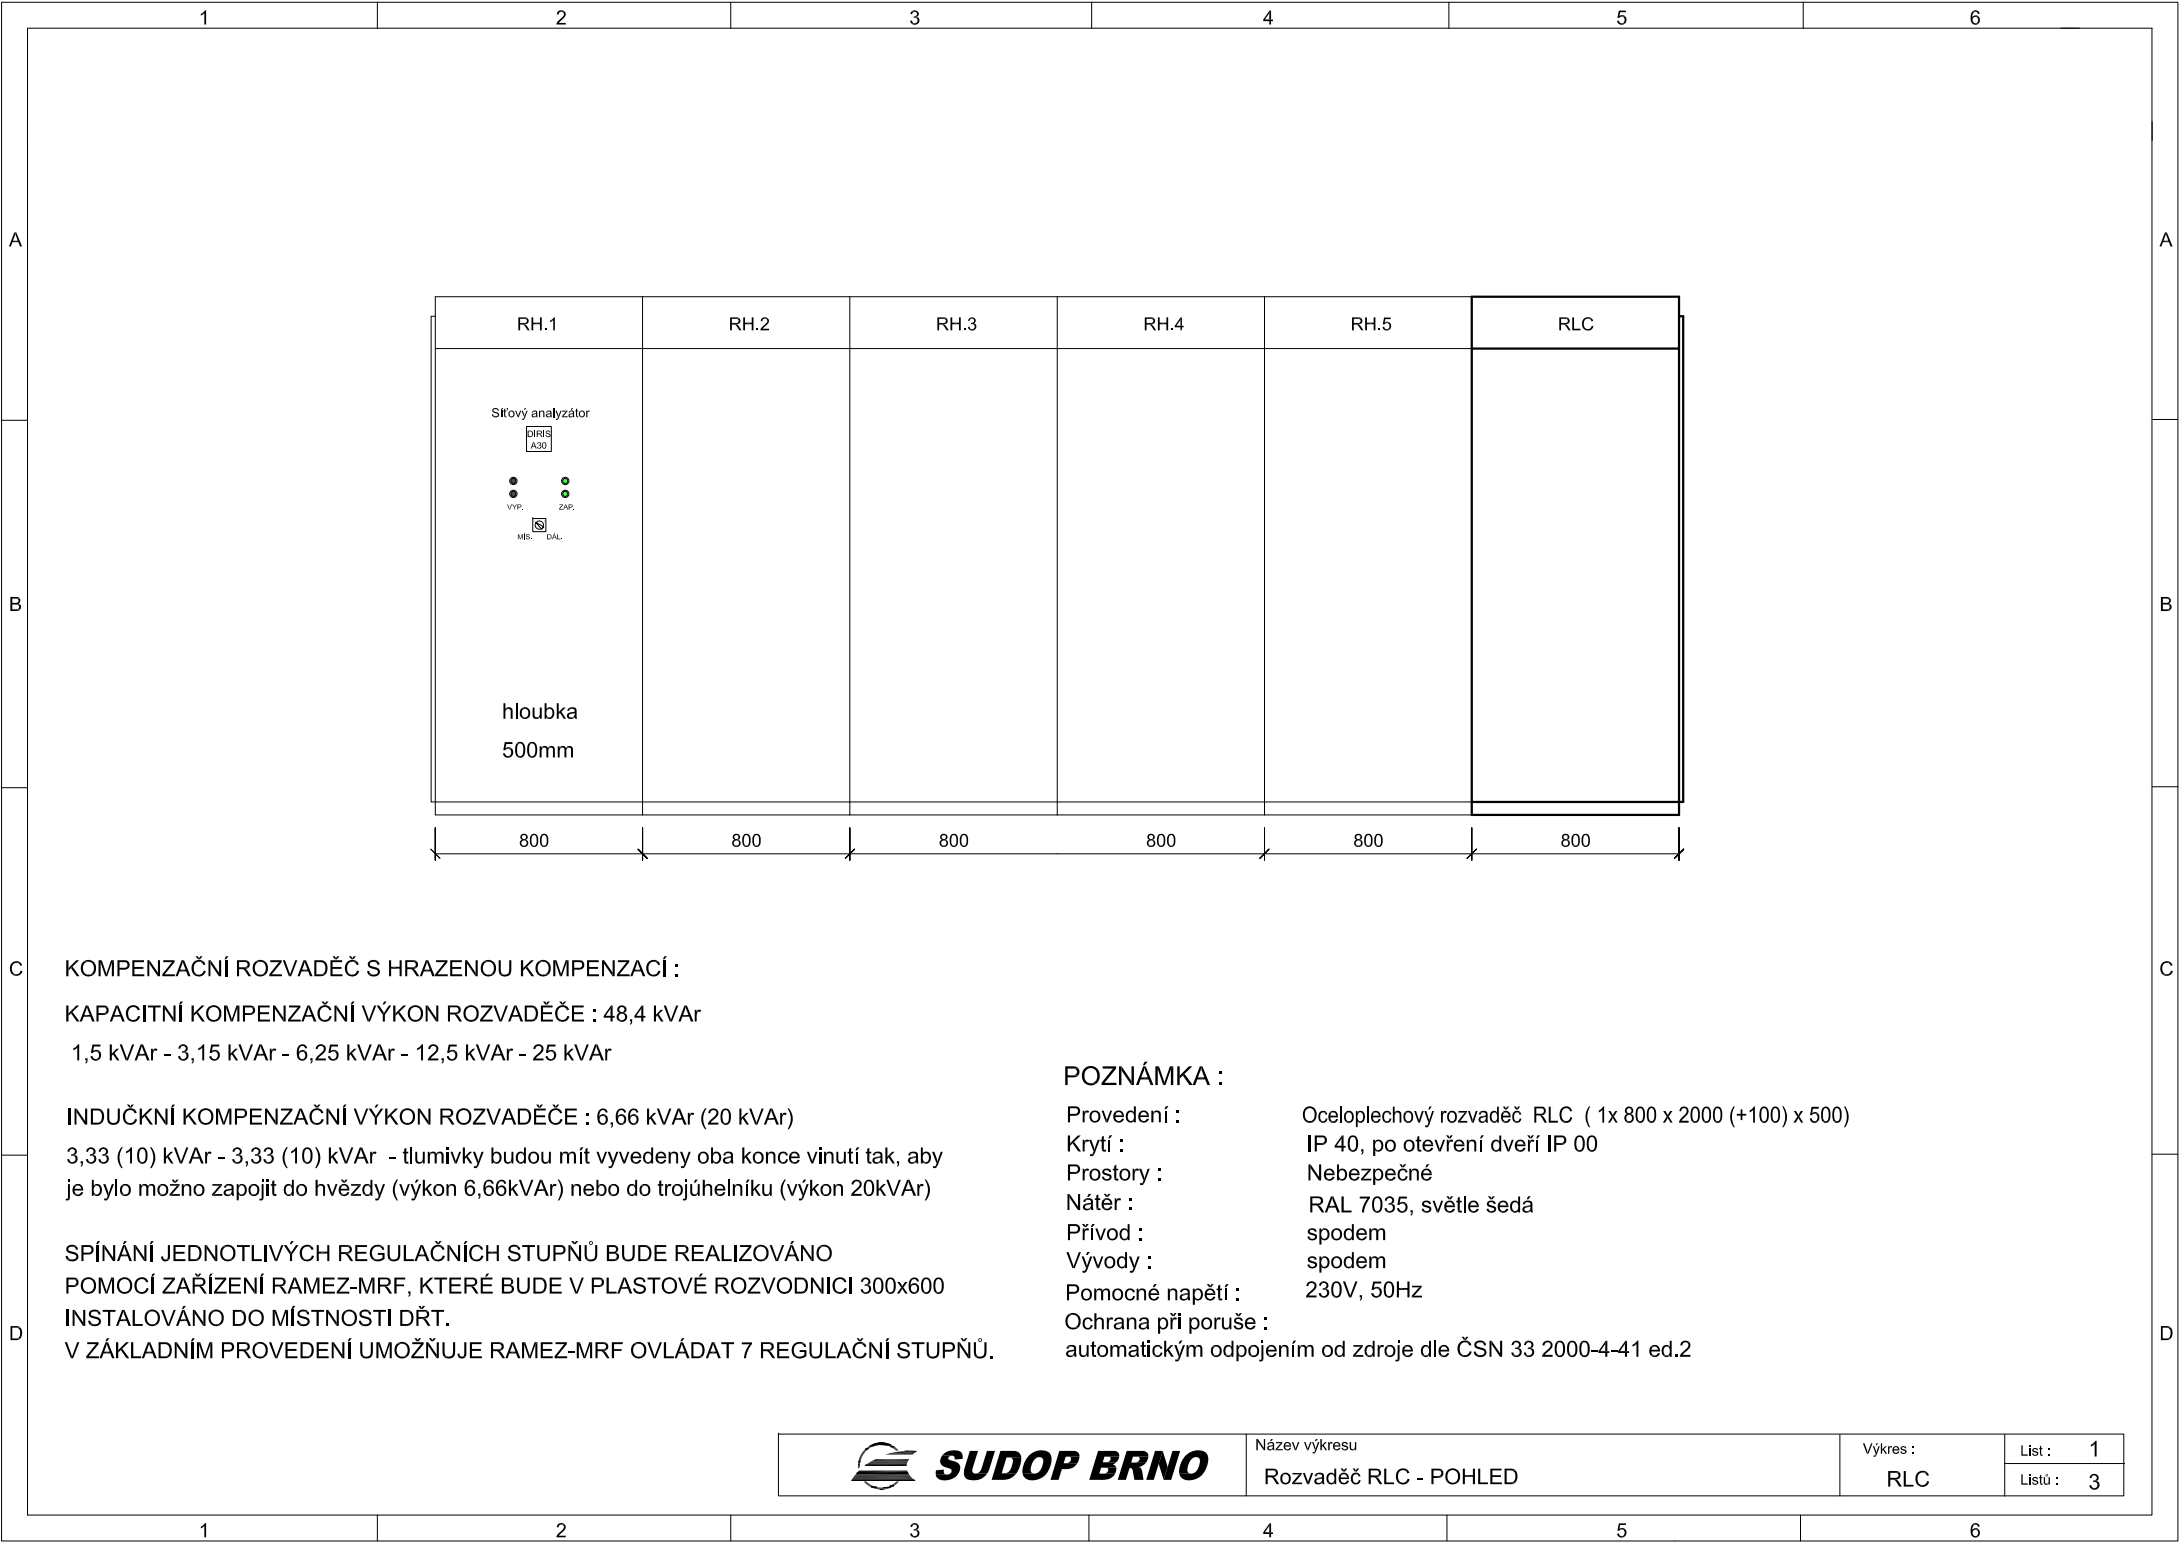 1 2 3 4 5 6
A A
RH.1 RH.2 RH.3 RH.4 RH.5 RLC
Síťový analyzátor
DIRIS
A30
VYP. ZAP.
MÍS. DÁL.
B B
hloubka
500mm
800 800 800 800 800 800
C C
KOMPENZAČNÍ ROZVADĚČ S HRAZENOU KOMPENZACÍ :
KAPACITNÍ KOMPENZAČNÍ VÝKON ROZVADĚČE : 48,4 kVAr
1,5 kVAr - 3,15 kVAr - 6,25 kVAr - 12,5 kVAr - 25 kVAr
INDUČKNÍ KOMPENZAČNÍ VÝKON ROZVADĚČE : 6,66 kVAr (20 kVAr)
3,33 (10) kVAr - 3,33 (10) kVAr - tlumivky budou mít vyvedeny oba konce vinutí tak, aby
je bylo možno zapojit do hvězdy (výkon 6,66kVAr) nebo do trojúhelníku (výkon 20kVAr)
SPÍNÁNÍ JEDNOTLIVÝCH REGULAČNÍCH STUPŇŮ BUDE REALIZOVÁNO
POMOCÍ ZAŘÍZENÍ RAMEZ-MRF, KTERÉ BUDE V PLASTOVÉ ROZVODNICI 300x600
INSTALOVÁNO DO MÍSTNOSTI DŘT.
V ZÁKLADNÍM PROVEDENÍ UMOŽŇUJE RAMEZ-MRF OVLÁDAT 7 REGULAČNÍ STUPŇŮ.
POZNÁMKA :
Provedení : Oceloplechový rozvaděč RLC ( 1x 800 x 2000 (+100) x 500)
Krytí : IP 40, po otevření dveří IP 00
Prostory : Nebezpečné
Nátěr : RAL 7035, světle šedá
Přívod : spodem
Vývody : spodem
Pomocné napětí : 230V, 50Hz
Ochrana při poruše :
automatickým odpojením od zdroje dle ČSN 33 2000-4-41 ed.2
D D
SUDOP BRNO
Název výkresu
Rozvaděč RLC - POHLED
Výkres :
RLC
List : 1
Listů : 3
1 2 3 4 5 6